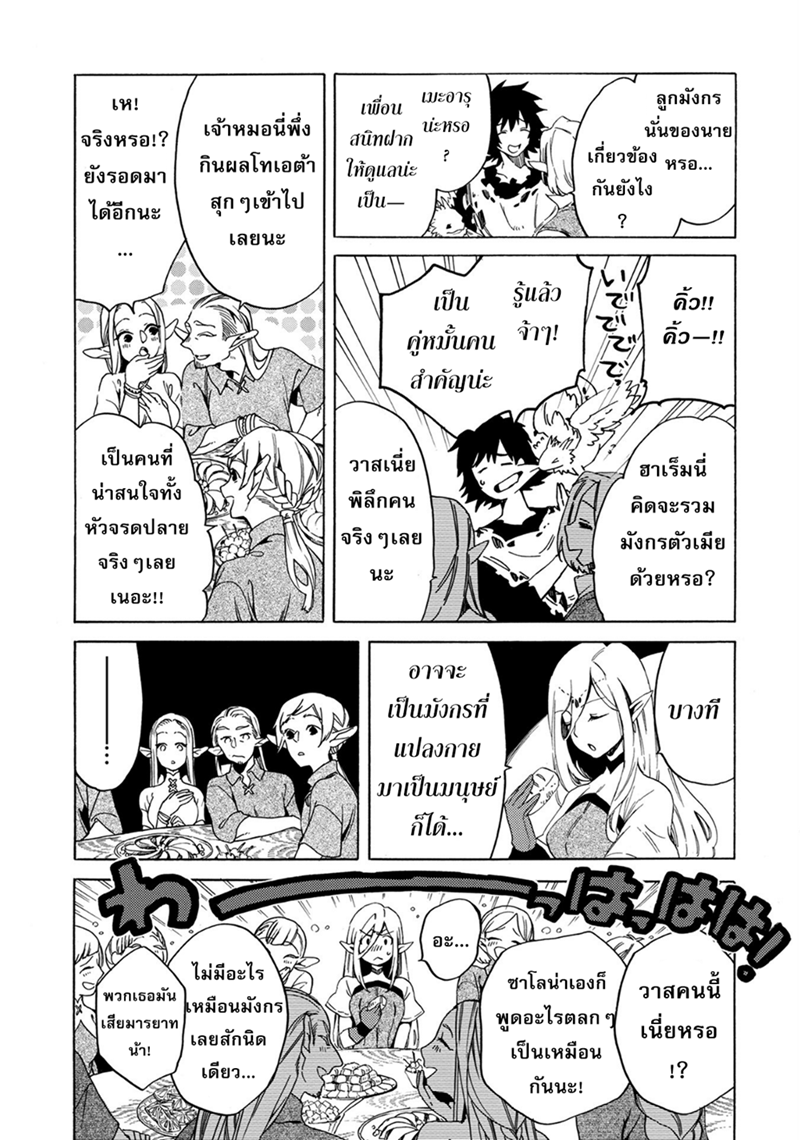 ลูกมังกร
นั่นของนาย
หรอ...
เกี่ยวข้อง
กันยังไง
?
เมะอารุ
น่ะหรอ
?
เพื่อน
สนิทฝาก
ให้ดูแลน่ะ
เป็น—
คิ้ว!!
คิ้ว—!!
いででででで
รู้แล้ว
จ้าๆ!
เป็น
คู่หมั้นคน
สำคัญน่ะ
ฮาเร็มนี่
คิดจะรวม
มังกรตัวเมีย
ด้วยหรอ?
วาสเนี่ย
พิลึกคน
จริงๆเลย
นะ
เจ้าหมอนี่พึ่ง
กินผลโทเอต้า
สุกๆเข้าไป
เลยนะ
เห!
จริงหรอ!?
ยังรอดมา
ได้อีกนะ
...
เป็นคนที่
น่าสนใจทั้ง
หัวจรดปลาย
จริงๆเลย
เนอะ!!
บางที
อาจจะ
เป็นมังกรที่
แปลงกาย
มาเป็นมนุษย์
ก็ได้...
わーーっはっはは!
วาสคนนี้
เนี่ยหรอ
!?
ซาโลน่าเองก็
พูดอะไรตลกๆ
เป็นเหมือน
กันนะ!
อะ...
ไม่มีอะไร
เหมือนมังกร
เลยสักนิด
เดียว...
พวกเธอมัน
เสียมารยาท
น้า!